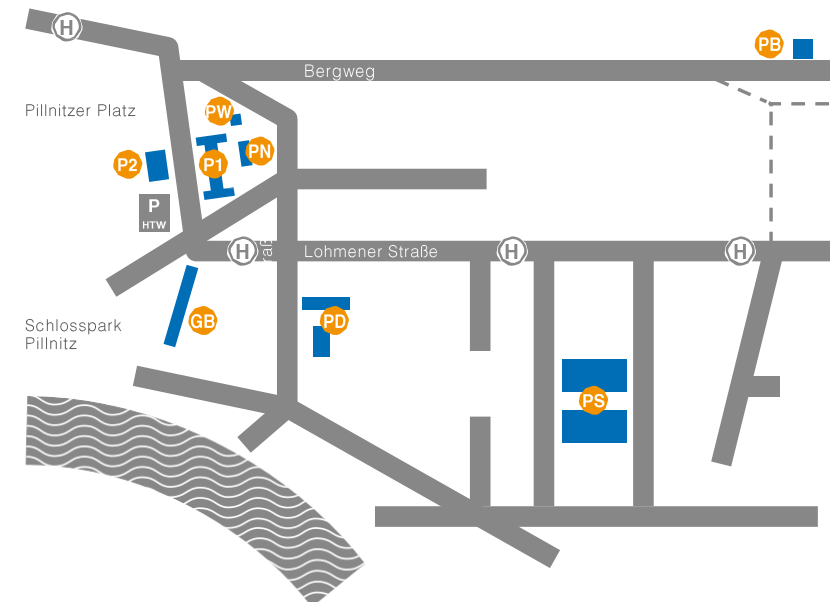 H
PB
Bergweg
Pillnitzer Platz
PW
PN
P2
P1
P
HTW
H
Lohmener Straße
H
H
Schlosspark
Pillnitz
GB
PD
PS